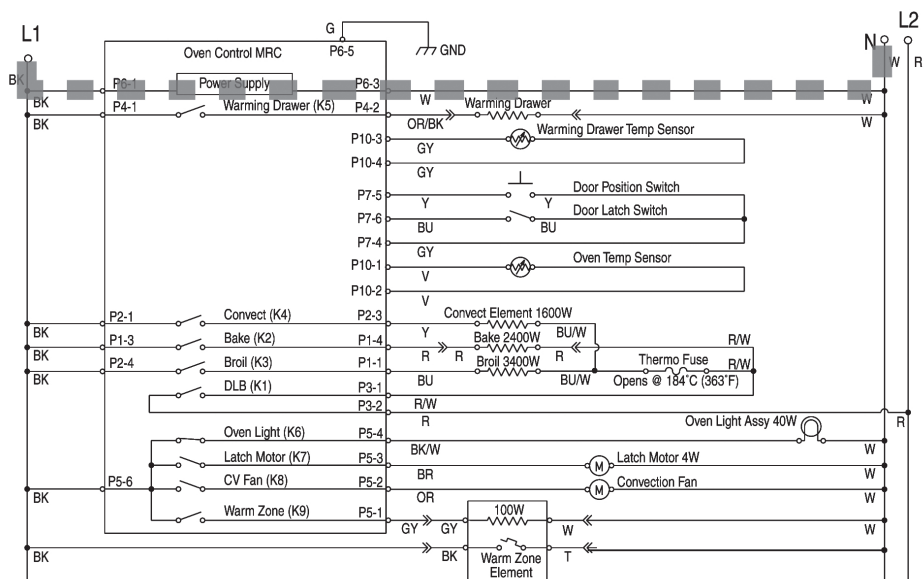 L1
L2
G
P6-5
GND
N
Oven Control MRC
BK
W
R
P6-1
Power Supply
P6-3
BK
W
W
P4-1
Warming Drawer (K5)
P4-2
Warming Drawer
BK
OR/BK
W
P10-3
Warming Drawer Temp Sensor
GY
P10-4
GY
P7-5
Door Position Switch
Y
Y
P7-6
Door Latch Switch
BU
BU
P7-4
GY
P10-1
Oven Temp Sensor
V
P10-2
V
P2-1
Convect (K4)
P2-3
Convect Element 1600W
BK
Y
BU/W
P1-3
Bake (K2)
P1-4
Bake 2400W
R/W
BK
R
R
R
P2-4
Broil (K3)
P1-1
Broil 3400W
Thermo Fuse
R/W
BK
BU
BU/W
Opens @ 184˚C (363˚F)
DLB (K1)
P3-1
R/W
P3-2
R
Oven Light Assy 40W
R
Oven Light (K6)
P5-4
BK/W
W
Latch Motor (K7)
P5-3
M
Latch Motor 4W
BR
W
P5-6
CV Fan (K8)
P5-2
M
Convection Fan
BK
OR
W
Warm Zone (K9)
P5-1
100W
GY
GY
W
W
BK
BK
Warm Zone
Element
T